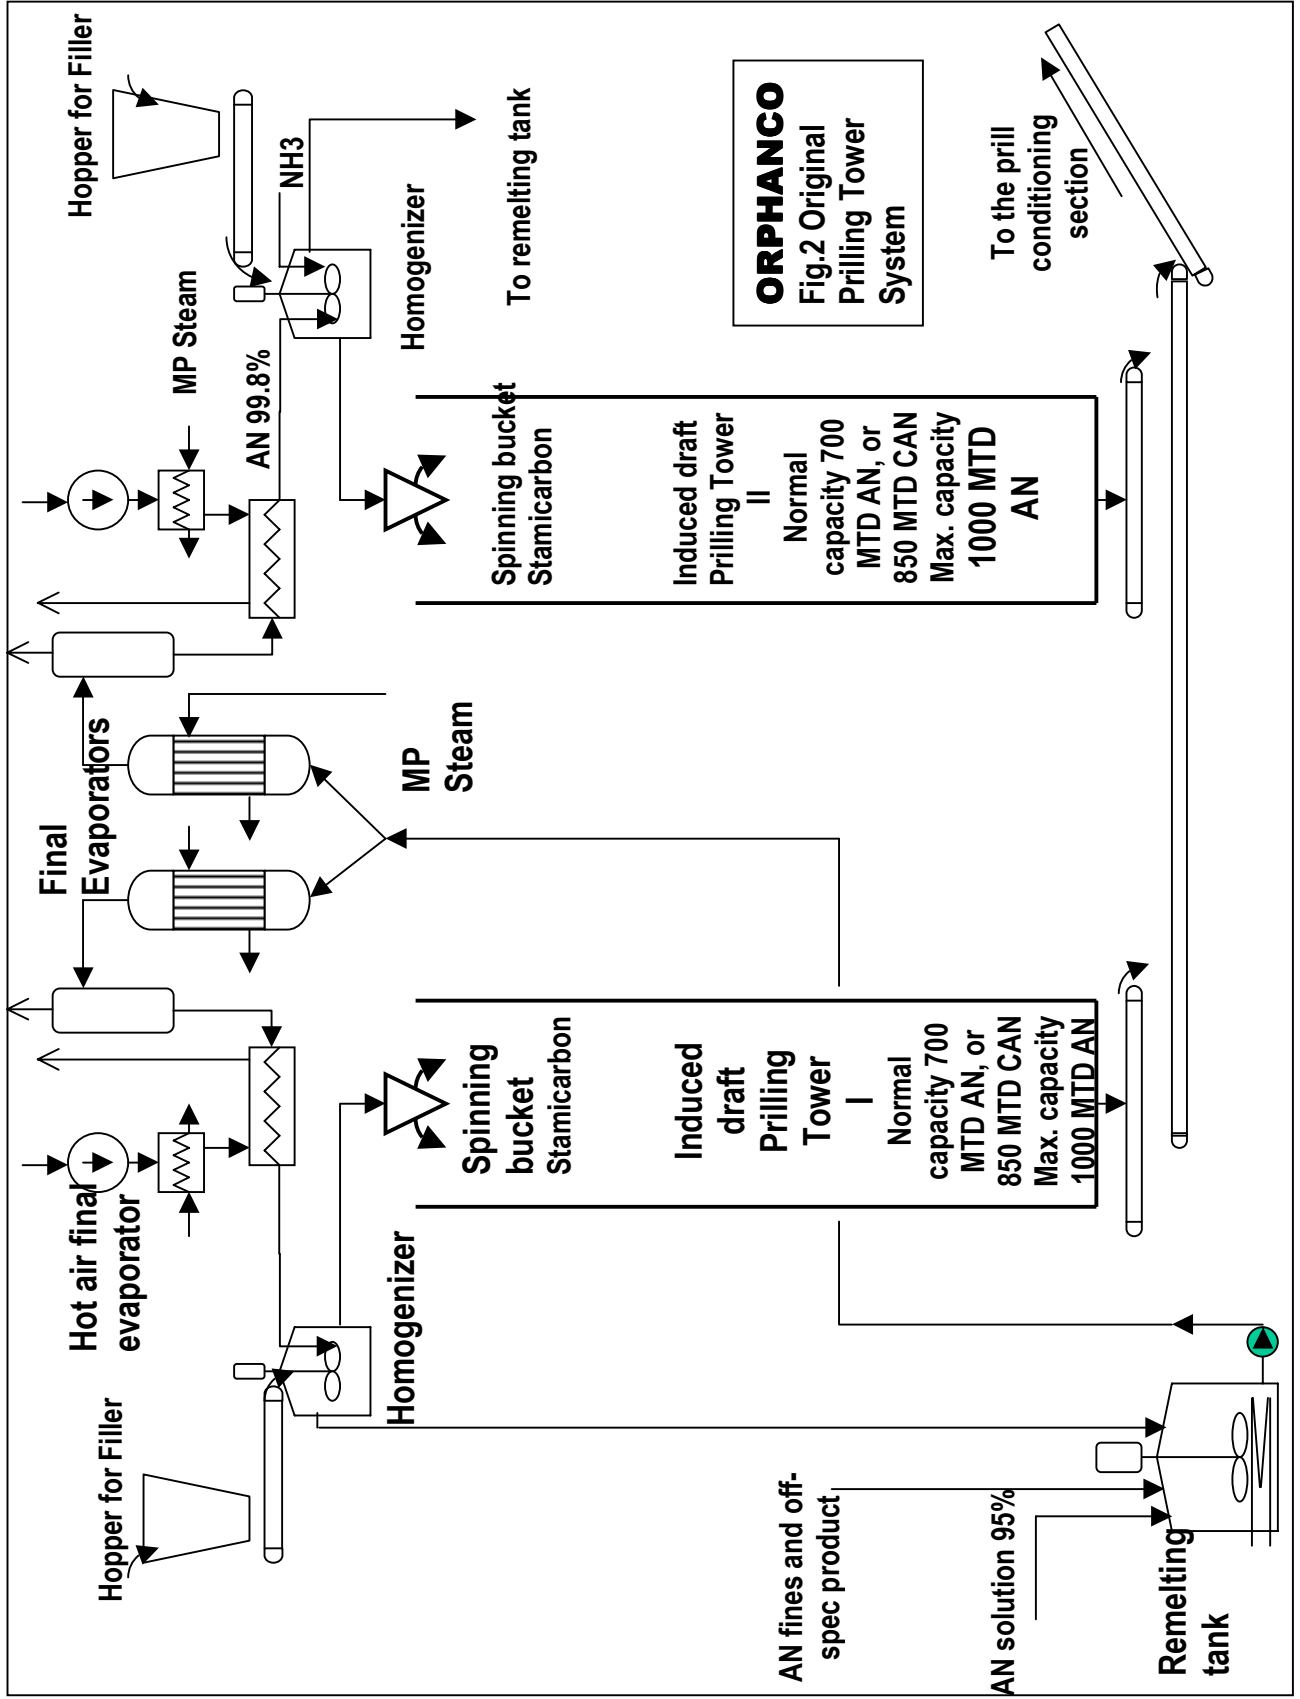 Hopper for Filler
Hot air final
evaporator
Final
Evaporators
MP Steam
Hopper for Filler
AN 99.8%
NH3
Homogenizer
MP
Steam
Homogenizer
To remelting tank
Spinning
bucket
Stamicarbon
Induced
draft
Prilling
Tower
I
Normal
capacity 700
MTD AN, or
850 MTD CAN
Max. capacity
1000 MTD AN
Spinning bucket
Stamicarbon
Induced draft
Prilling Tower
II
Normal
capacity 700
MTD AN, or
850 MTD CAN
Max. capacity
1000 MTD
AN
ORPHANCO
Fig.2 Original
Prilling Tower
System
AN fines and off-
spec product
AN solution 95%
Remelting
tank
To the prill
conditioning
section